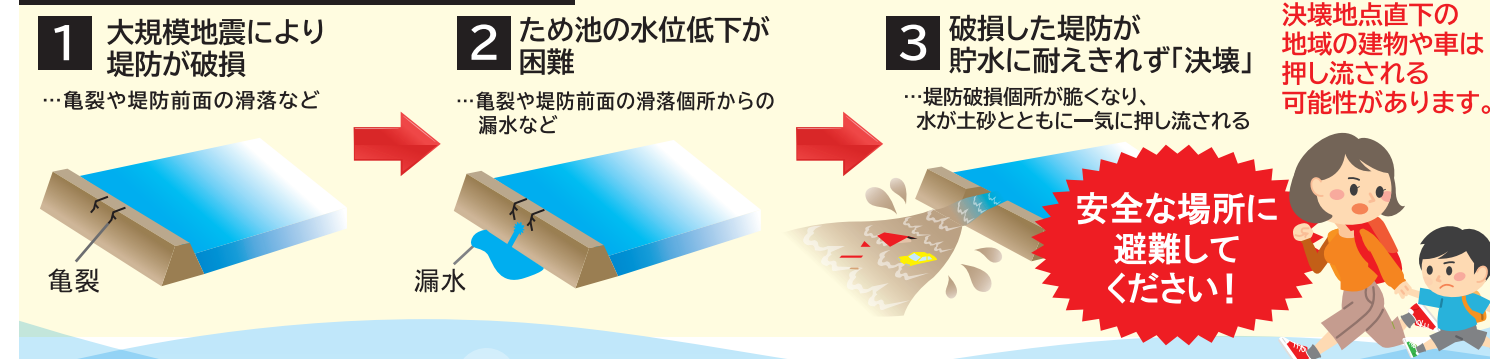 1 大規模地震により
堤防が破損
…亀裂や堤防前面の滑落など
亀裂
2 ため池の水位低下が
困難
…亀裂や堤防前面の滑落個所からの
漏水など
漏水
3 破損した堤防が
貯水に耐えきれず「決壊」
…堤防破損個所が脆くなり、
水が土砂とともに一気に押し流される
決壊地点直下の
地域の建物や車は
押し流される
可能性があります。
安全な場所に
避難して
ください!